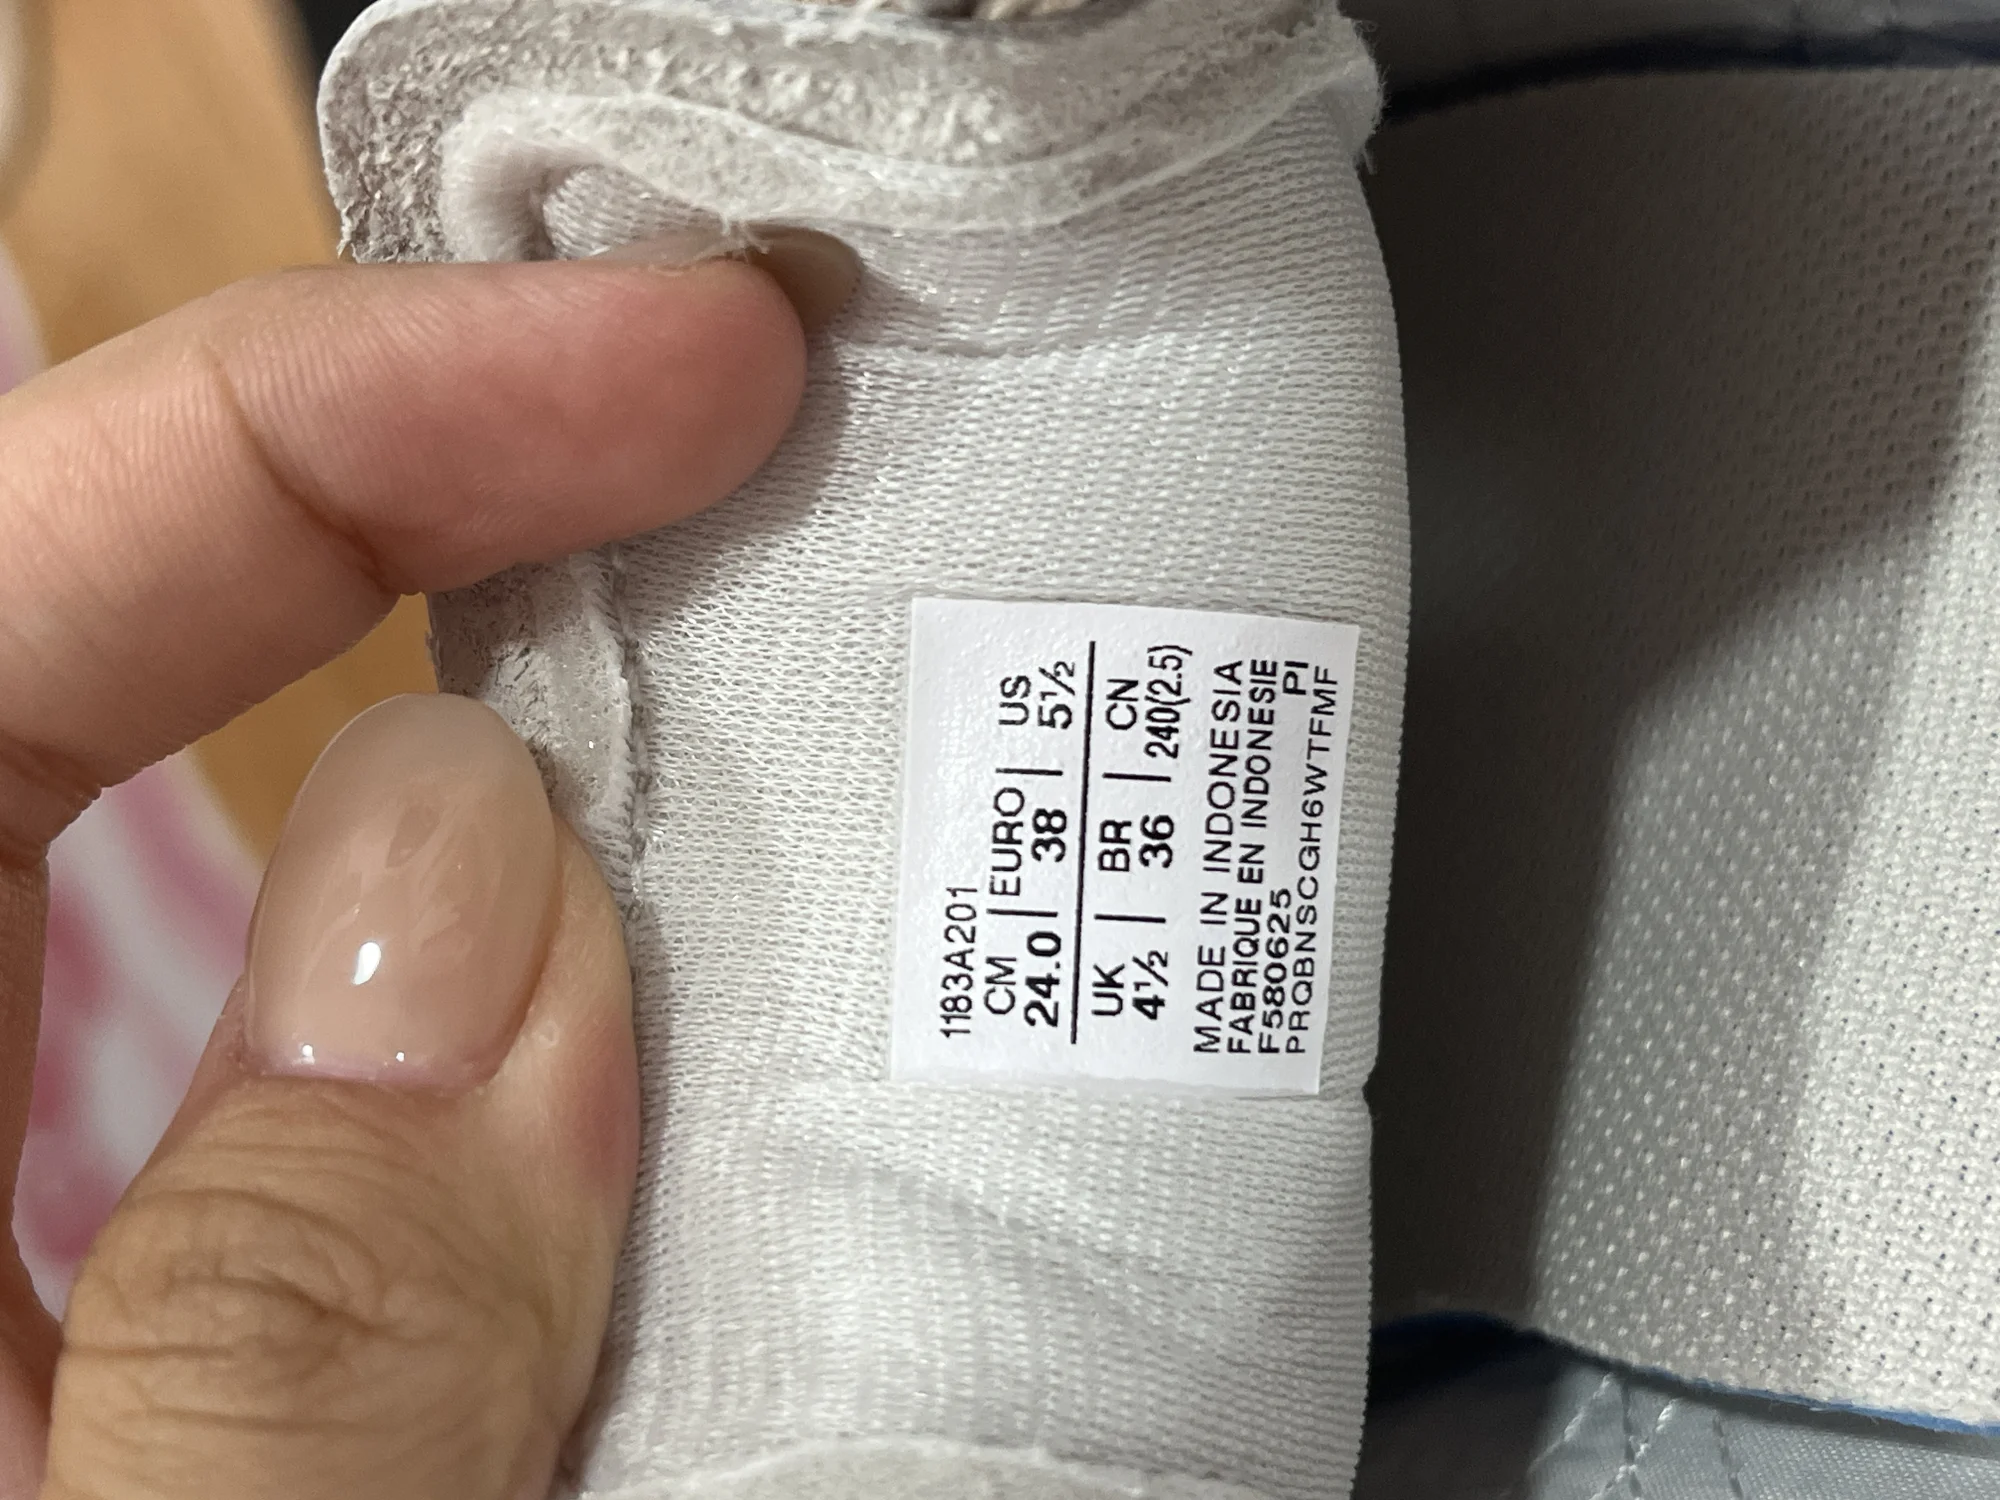 1183A201
CM | EURO | US
24.0 | 38 | 5½
UK | BR | CN
4½ | 36 | 240(2.5)
MADE IN INDONESIA
FABRIQUE EN INDONESIE
F580625 PI
PRQBNSCGH6WTFMF